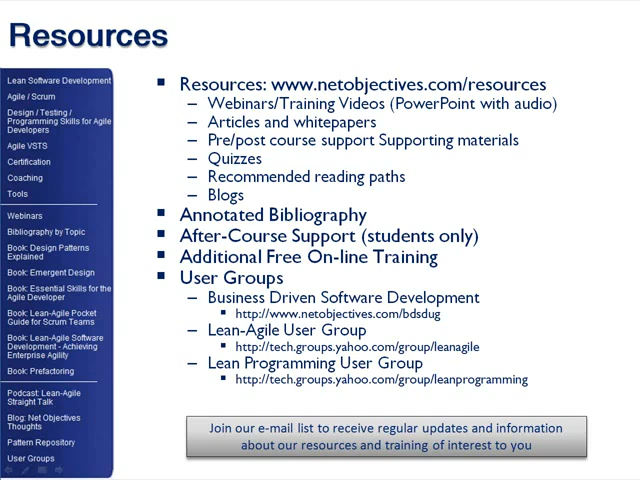 Resources
Lean Software Development
Agile / Scrum
Design / Testing /
Programming Skills for Agile
Developers
Agile VSTS
Certification
Coaching
Tools
Webinars
Bibliography by Topic
Book: Design Patterns
Explained
Book: Emergent Design
Book: Essential Skills for the
Agile Developer
Book: Lean-Agile Pocket
Guide for Scrum Teams
Book: Lean-Agile Software
Development - Achieving
Enterprise Agility
Book: Prefactoring
Podcast: Lean-Agile
Straight Talk
Blog: Net Objectives
Thoughts
Pattern Repository
User Groups
Resources: www.netobjectives.com/resources
– Webinars/Training Videos (PowerPoint with audio)
– Articles and whitepapers
– Pre/post course support Supporting materials
– Quizzes
– Recommended reading paths
– Blogs
Annotated Bibliography
After-Course Support (students only)
Additional Free On-line Training
User Groups
– Business Driven Software Development
http://www.netobjectives.com/bdsdug
– Lean-Agile User Group
http://tech.groups.yahoo.com/group/leanagile
– Lean Programming User Group
http://tech.groups.yahoo.com/group/leanprogramming
Join our e-mail list to receive regular updates and information
about our resources and training of interest to you